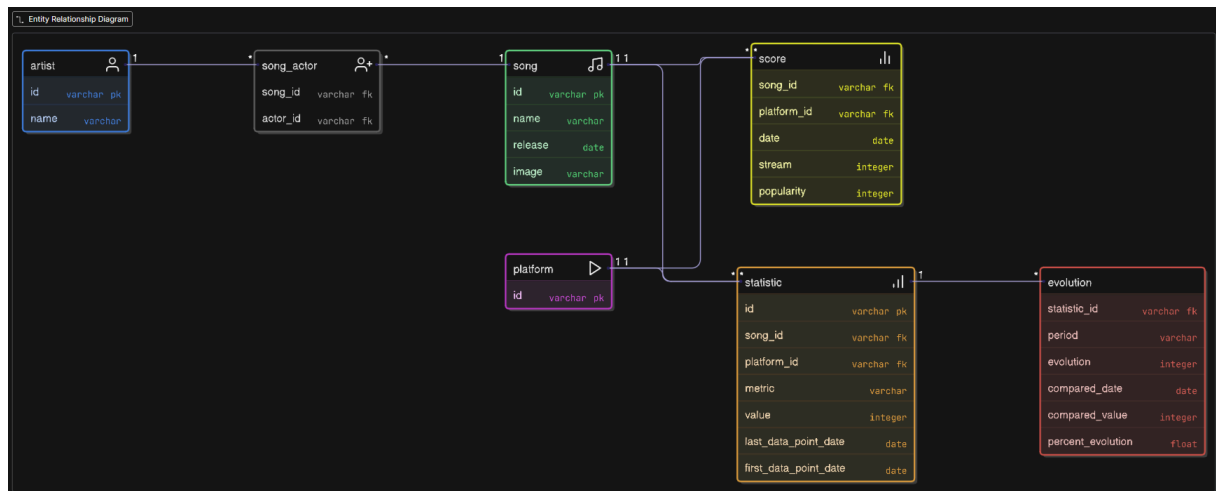 Entity Relationship Diagram
artist
id varchar pk
name varchar
1
*
song_actor
song_id varchar fk
actor_id varchar fk
*
1
song
id varchar pk
name varchar
release date
image varchar
1 1
* *
score
song_id varchar fk
platform_id varchar fk
date date
stream integer
popularity integer
platform
id varchar pk
1 1
* *
statistic
id varchar pk
song_id varchar fk
platform_id varchar fk
metric varchar
value integer
last_data_point_date date
first_data_point_date date
1
*
evolution
statistic_id varchar fk
period varchar
evolution integer
compared_date date
compared_value integer
percent_evolution float